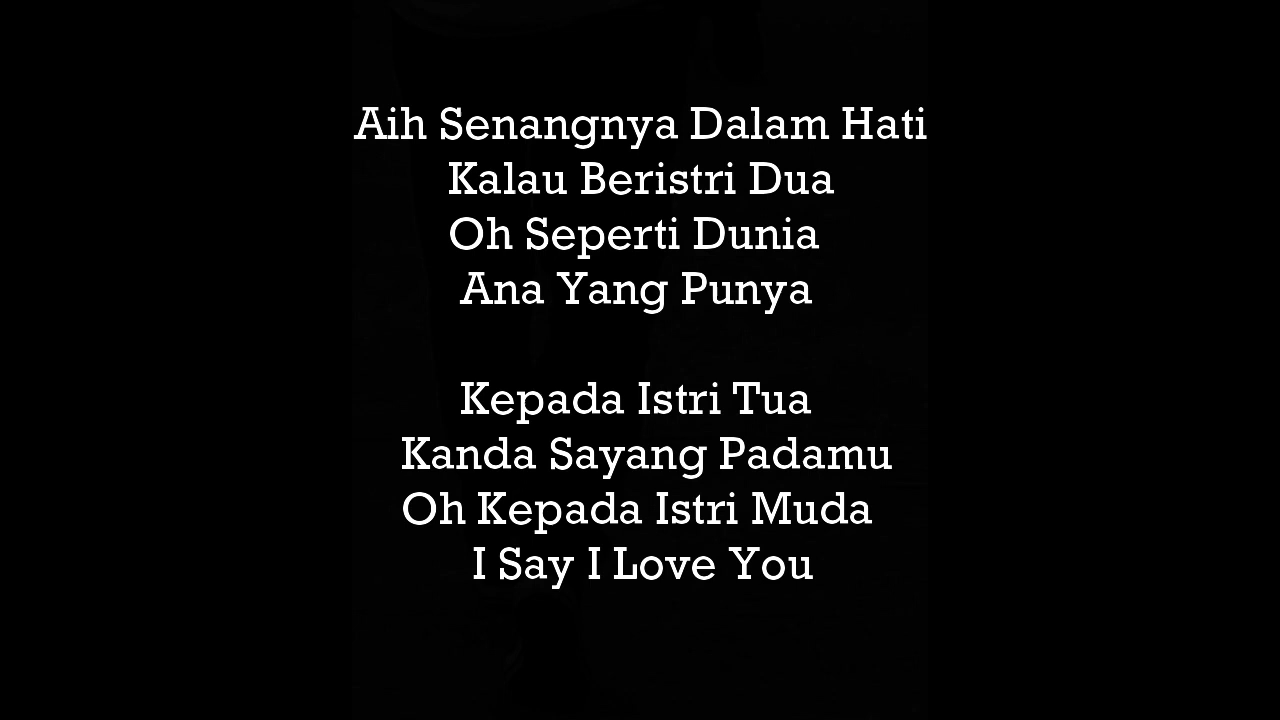 Aih Senangnya Dalam Hati
Kalau Beristri Dua
Oh Seperti Dunia
Ana Yang Punya
Kepada Istri Tua
Kanda Sayang Padamu
Oh Kepada Istri Muda
I Say I Love You